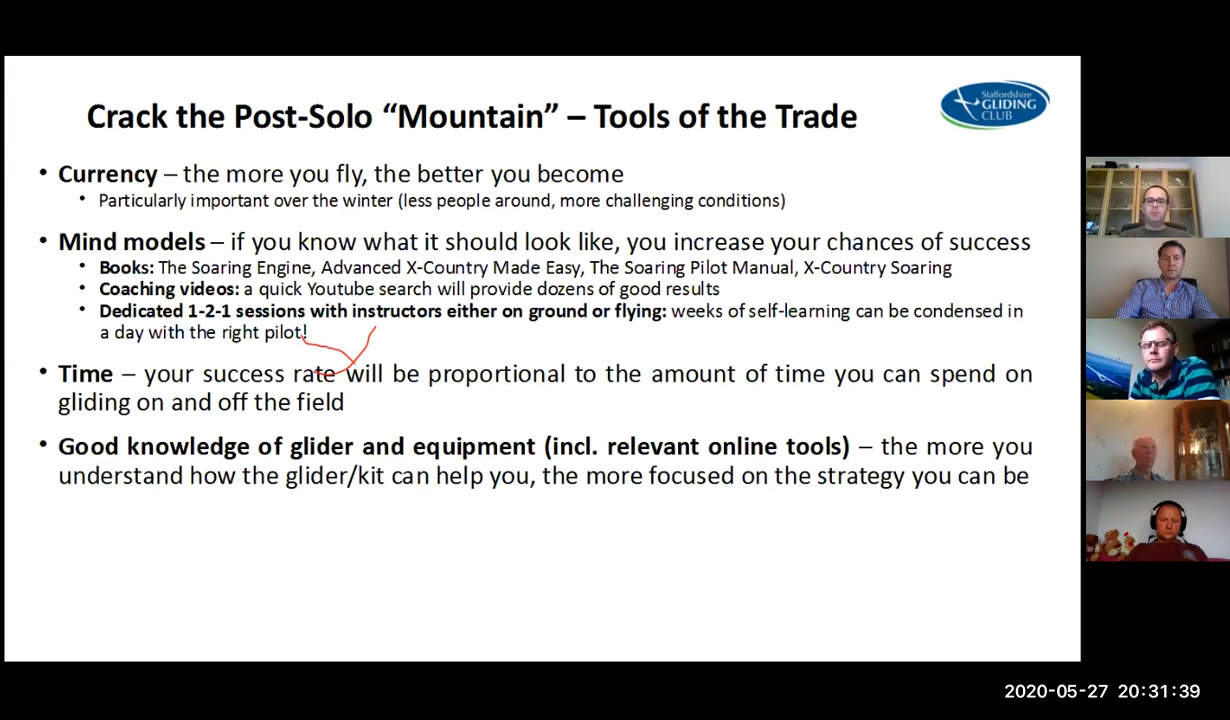 Crack the Post-Solo “Mountain” – Tools of the Trade
Staffordshire
GLIDING
CLUB
• Currency – the more you fly, the better you become
• Particularly important over the winter (less people around, more challenging conditions)
• Mind models – if you know what it should look like, you increase your chances of success
• Books: The Soaring Engine, Advanced X-Country Made Easy, The Soaring Pilot Manual, X-Country Soaring
• Coaching videos: a quick Youtube search will provide dozens of good results
• Dedicated 1-2-1 sessions with instructors either on ground or flying: weeks of self-learning can be condensed in
a day with the right pilot!
• Time – your success rate will be proportional to the amount of time you can spend on
gliding on and off the field
• Good knowledge of glider and equipment (incl. relevant online tools) – the more you
understand how the glider/kit can help you, the more focused on the strategy you can be
2020-05-27 20:31:39